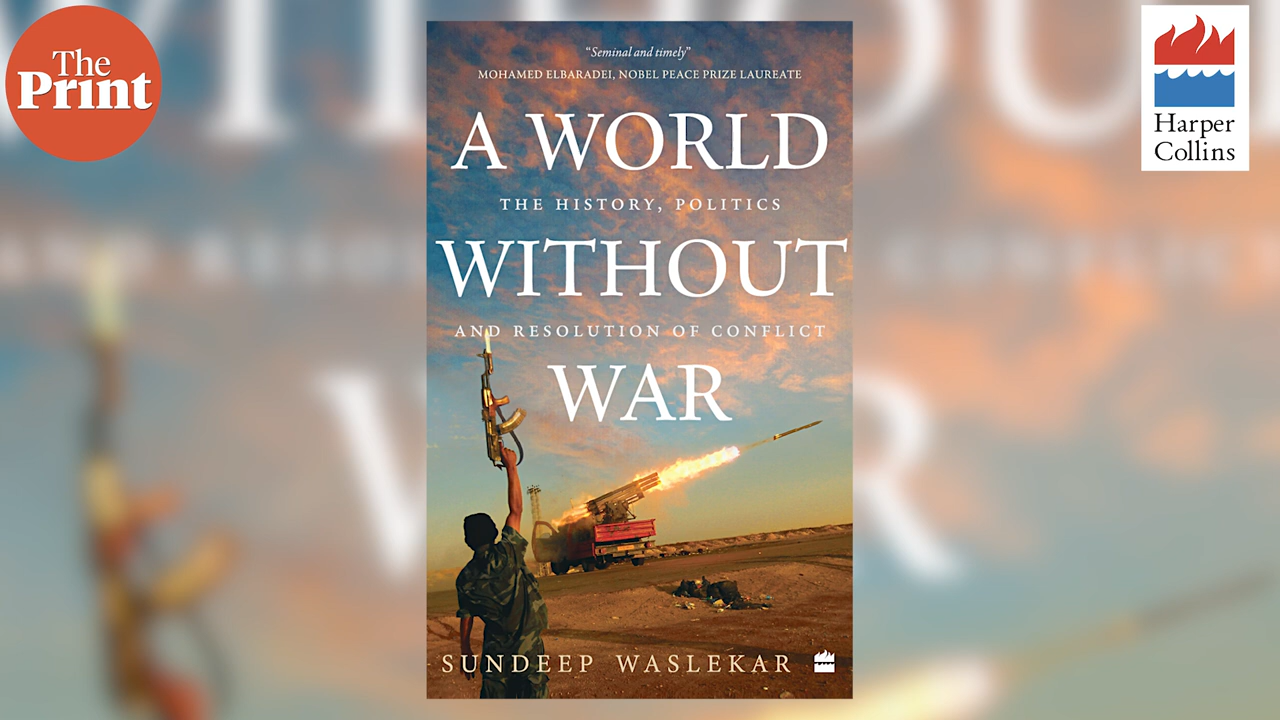 The
Print
Harper
Collins
“Seminal and timely”
MOHAMED ELBARADEI, NOBEL PEACE PRIZE LAUREATE
A WORLD
THE HISTORY, POLITICS
WITHOUT
AND RESOLUTION OF CONFLICT
WAR
SUNDEEP WASLEKAR